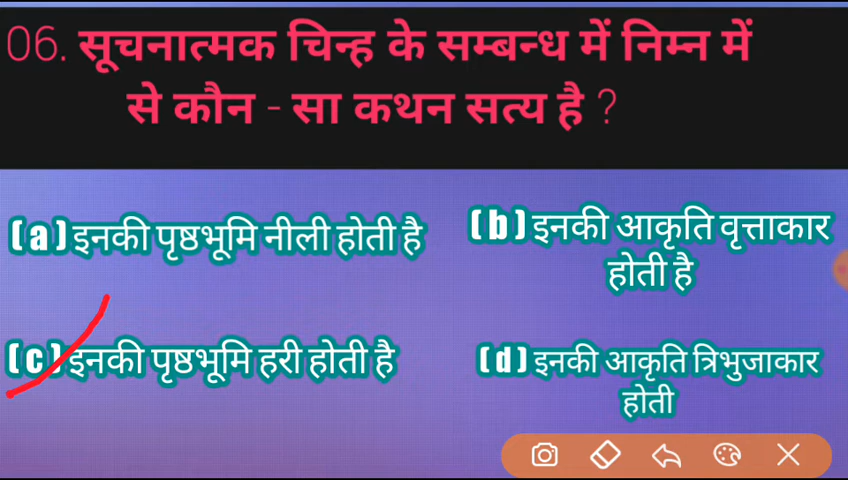 06. सूचनात्मक चिन्ह के सम्बन्ध में निम्न में
से कौन - सा कथन सत्य है ?
(a) इनकी पृष्ठभूमि नीली होती है
(b) इनकी आकृति वृत्ताकार
होती है
(c) इनकी पृष्ठभूमि हरी होती है
(d) इनकी आकृति त्रिभुजाकार
होती